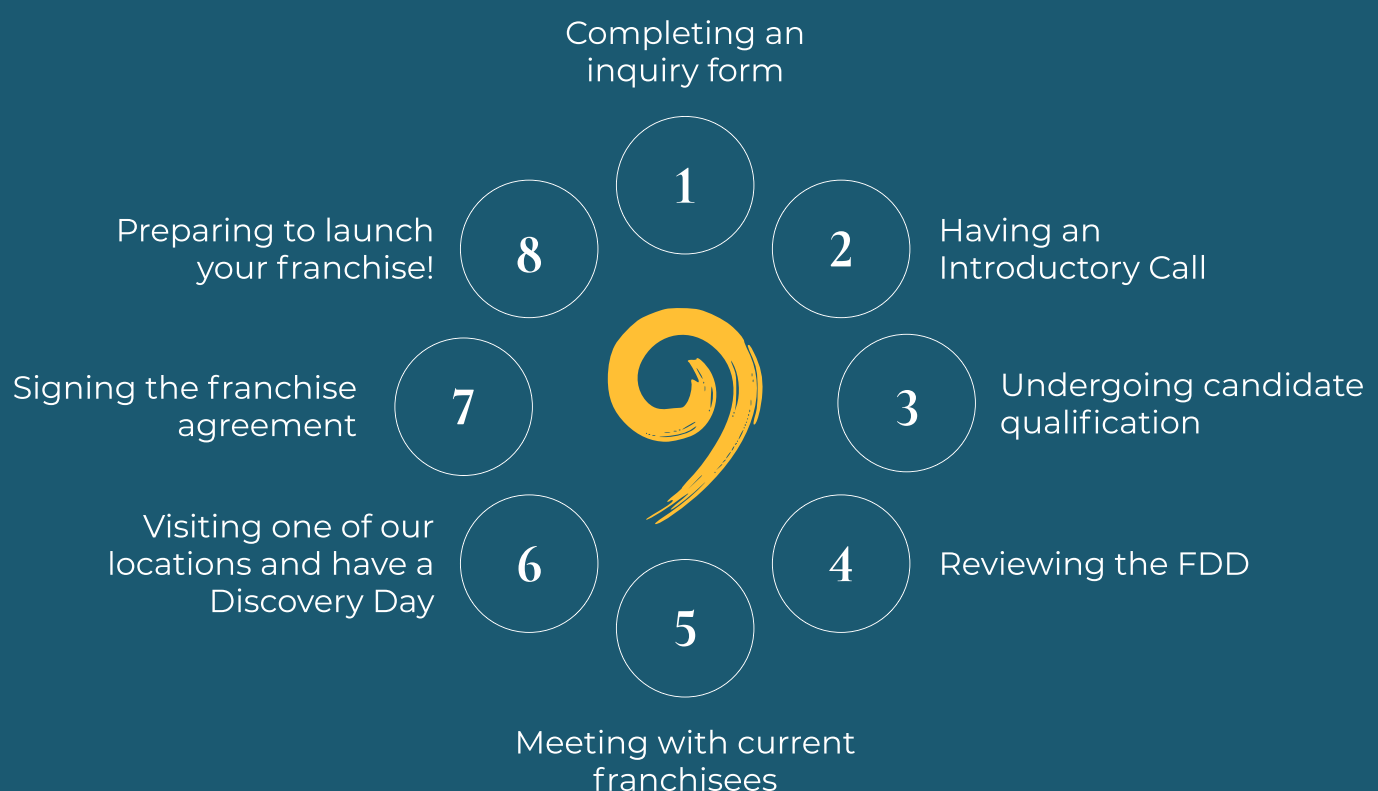 Completing an
inquiry form
1
2
Having an
Introductory Call
3
Undergoing candidate
qualification
4
Reviewing the FDD
5
Meeting with current
franchisees
6
Visiting one of our
locations and have a
Discovery Day
7
Signing the franchise
agreement
8
Preparing to launch
your franchise!